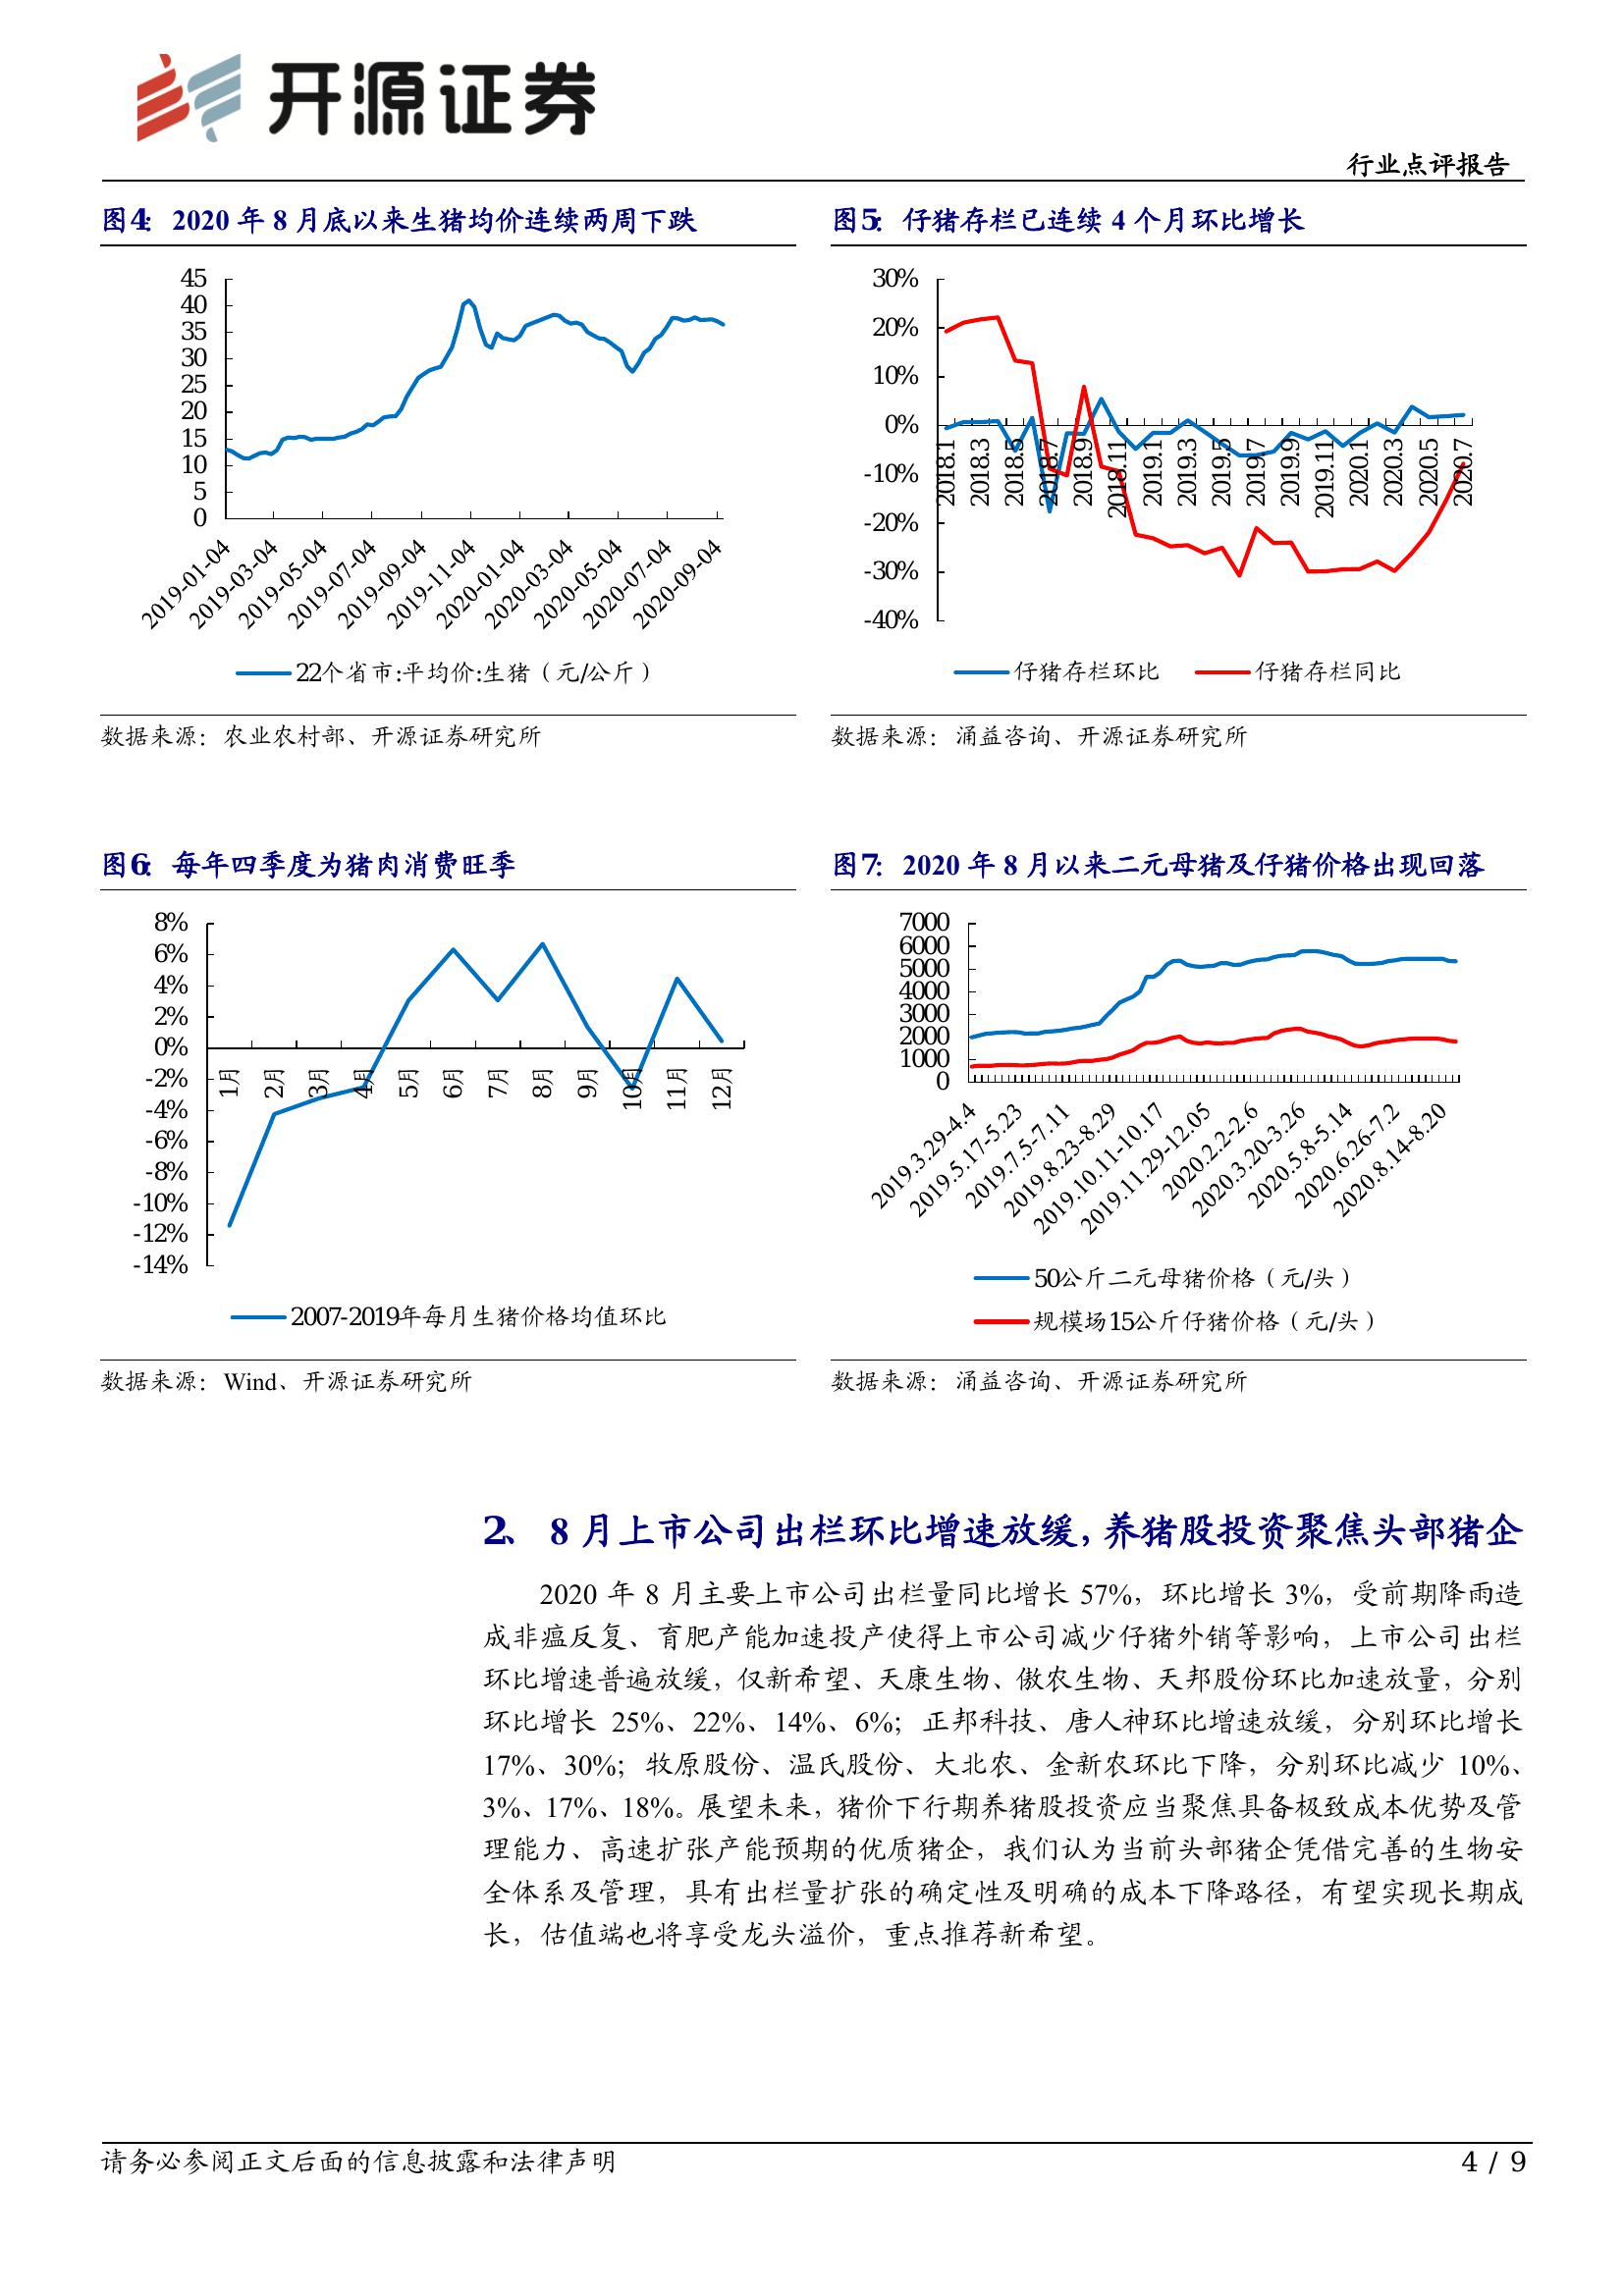 开源证券
行业点评报告
图4：2020 年 8 月底以来生猪均价连续两周下跌
45
40
35
30
25
20
15
10
5
0
2019-01-04
2019-03-04
2019-05-04
2019-07-04
2019-09-04
2019-11-04
2020-01-04
2020-03-04
2020-05-04
2020-07-04
2020-09-04
22个省市:平均价:生猪（元/公斤）
数据来源：农业农村部、开源证券研究所
图5：仔猪存栏已连续 4 个月环比增长
30%
20%
10%
0%
-10%
-20%
-30%
-40%
2018.1
2018.3
2018.5
2018.7
2018.9
2018.11
2019.1
2019.3
2019.5
2019.7
2019.9
2019.11
2020.1
2020.3
2020.5
2020.7
仔猪存栏环比
仔猪存栏同比
数据来源：涌益咨询、开源证券研究所
图6：每年四季度为猪肉消费旺季
8%
6%
4%
2%
0%
-2%
-4%
-6%
-8%
-10%
-12%
-14%
1月
2月
3月
4月
5月
6月
7月
8月
9月
10月
11月
12月
2007-2019年每月生猪价格均值环比
数据来源：Wind、开源证券研究所
图7：2020 年 8 月以来二元母猪及仔猪价格出现回落
7000
6000
5000
4000
3000
2000
1000
0
2019.3.29-4.4
2019.5.17-5.23
2019.7.5-7.11
2019.8.23-8.29
2019.10.11-10.17
2019.11.29-12.05
2020.2.2-2.6
2020.3.20-3.26
2020.5.8-5.14
2020.6.26-7.2
2020.8.14-8.20
50公斤二元母猪价格（元/头）
规模场15公斤仔猪价格（元/头）
数据来源：涌益咨询、开源证券研究所
2、 8 月上市公司出栏环比增速放缓，养猪股投资聚焦头部猪企
2020 年 8 月主要上市公司出栏量同比增长 57%，环比增长 3%，受前期降雨造
成非瘟反复、育肥产能加速投产使得上市公司减少仔猪外销等影响，上市公司出栏
环比增速普遍放缓，仅新希望、天康生物、傲农生物、天邦股份环比加速放量，分别
环比增长 25%、22%、14%、6%；正邦科技、唐人神环比增速放缓，分别环比增长
17%、30%；牧原股份、温氏股份、大北农、金新农环比下降，分别环比减少 10%、
3%、17%、18%。展望未来，猪价下行期养猪股投资应当聚焦具备极致成本优势及管
理能力、高速扩张产能预期的优质猪企，我们认为当前头部猪企凭借完善的生物安
全体系及管理，具有出栏量扩张的确定性及明确的成本下降路径，有望实现长期成
长，估值端也将享受龙头溢价，重点推荐新希望。
请务必参阅正文后面的信息披露和法律声明
4 / 9